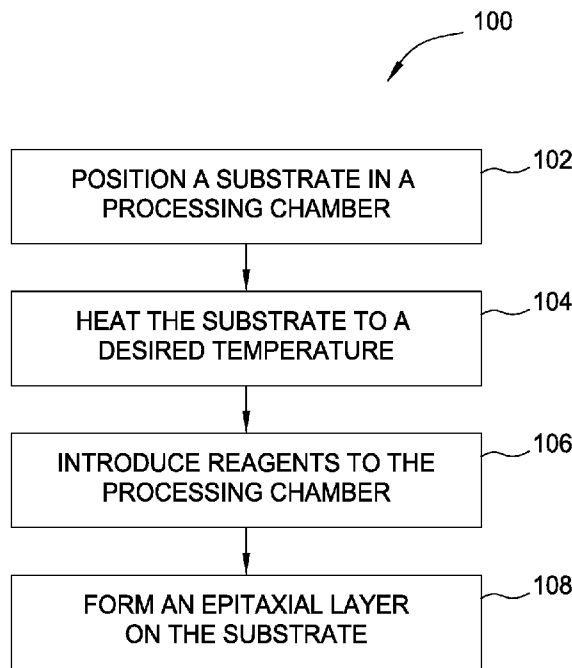 100
POSITION A SUBSTRATE IN A
PROCESSING CHAMBER
102
HEAT THE SUBSTRATE TO A
DESIRED TEMPERATURE
104
INTRODUCE REAGENTS TO THE
PROCESSING CHAMBER
106
FORM AN EPITAXIAL LAYER
ON THE SUBSTRATE
108